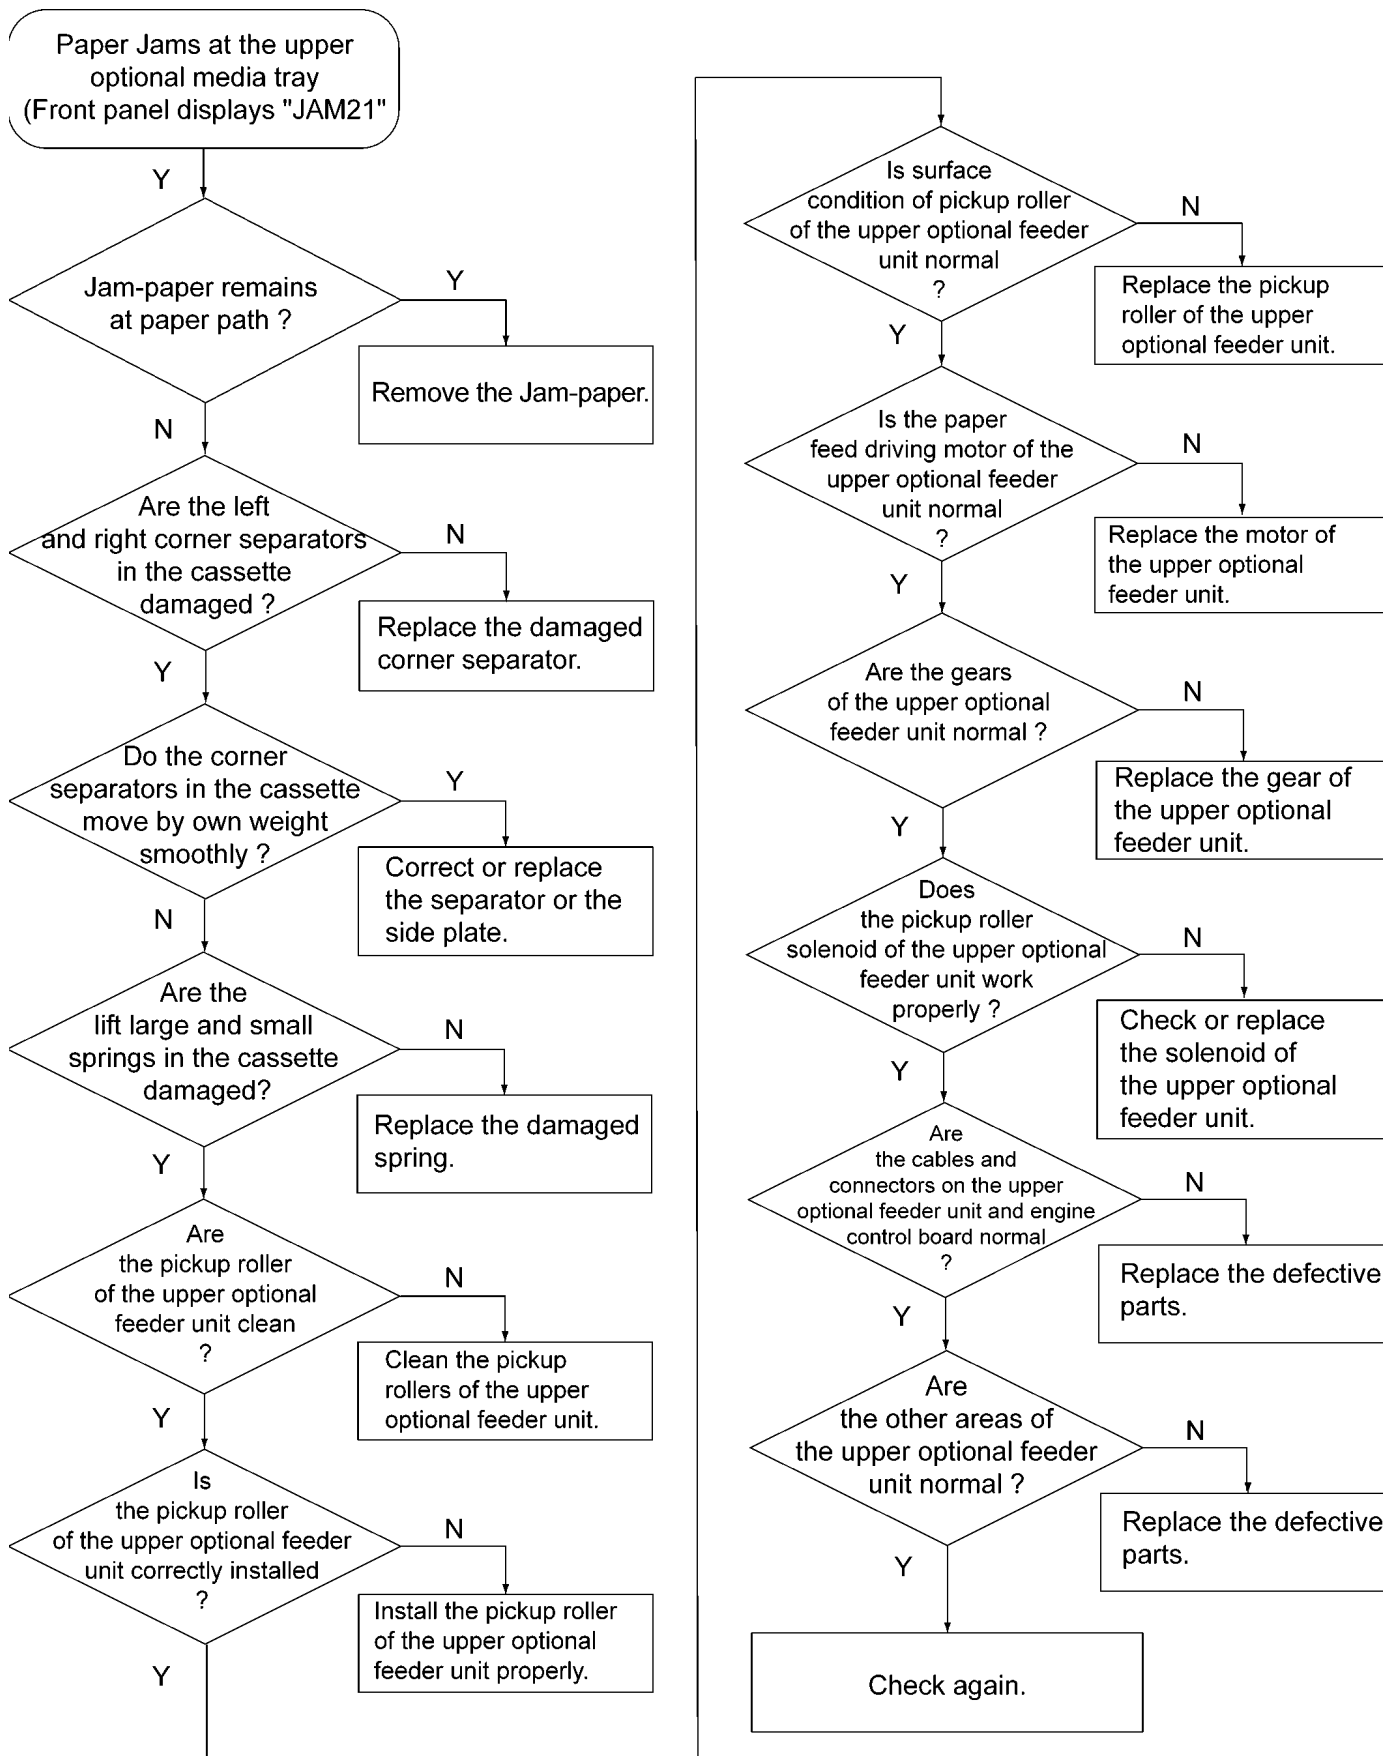 Paper Jams at the upper
optional media tray
(Front panel displays "JAM21"
Y
Jam-paper remains
at paper path ?
Y
Remove the Jam-paper.
N
Are the left
and right corner separators
in the cassette
damaged ?
N
Replace the damaged
corner separator.
Y
Do the corner
separators in the cassette
move by own weight
smoothly ?
Y
Correct or replace
the separator or the
side plate.
N
Are the
lift large and small
springs in the cassette
damaged?
N
Replace the damaged
spring.
Y
Are
the pickup roller
of the upper optional
feeder unit clean
?
N
Clean the pickup
rollers of the upper
optional feeder unit.
Y
Is
the pickup roller
of the upper optional feeder
unit correctly installed
?
N
Install the pickup roller
of the upper optional
feeder unit properly.
Y
Is surface
condition of pickup roller
of the upper optional feeder
unit normal
?
N
Replace the pickup
roller of the upper
optional feeder unit.
Y
Is the paper
feed driving motor of the
upper optional feeder
unit normal
?
N
Replace the motor of
the upper optional
feeder unit.
Y
Are the gears
of the upper optional
feeder unit normal ?
N
Replace the gear of
the upper optional
feeder unit.
Y
Does
the pickup roller
solenoid of the upper optional
feeder unit work
properly ?
N
Check or replace
the solenoid of
the upper optional
feeder unit.
Y
Are
the cables and
connectors on the upper
optional feeder unit and engine
control board normal
?
N
Replace the defective
parts.
Y
Are
the other areas of
the upper optional feeder
unit normal ?
N
Replace the defective
parts.
Y
Check again.